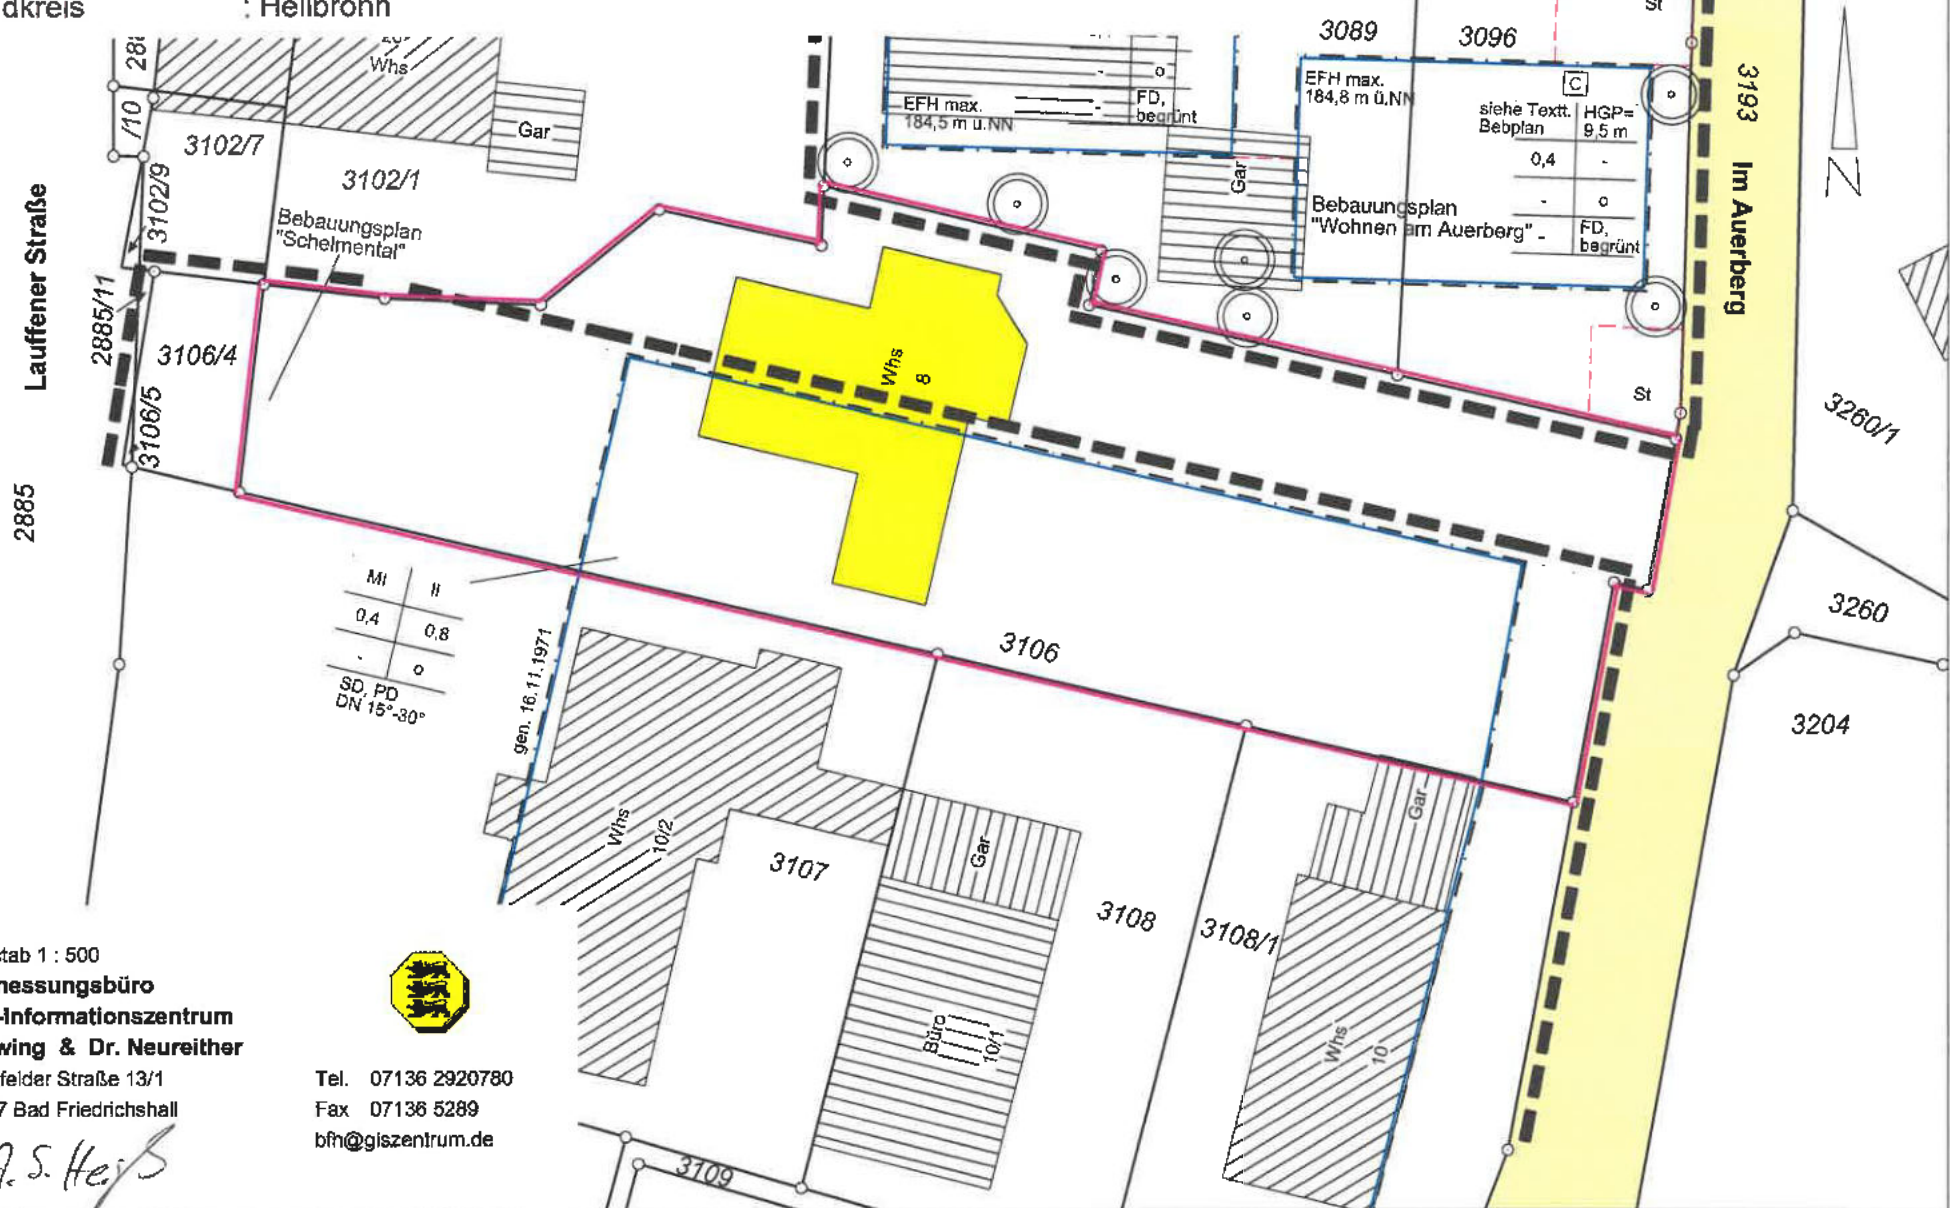 : Heilbronn
Whs
Gar
/10
3102/7
3102/9
3102/1
Bebauungsplan
"Schelmental"
Lauffener Straße
2885/11
3106/4
3106/5
2885
EFH max.
184,5 m ü.NN
-
o
-
FD,
begrünt
Gar
3089
3096
St
EFH max.
184,8 m ü.NN
C
siehe Textt.
Bebplan
HGP=
9,5 m
0,4
-
-
o
-
FD,
begrünt
Bebauungsplan
"Wohnen am Auerberg"
3193
Im Auerberg
N
St
3260/1
3260
3204
Whs
8
MI
II
0,4
0,8
-
o
SD, PD
DN 15°-30°
gen. 16.11.1971
3106
Whs
10/2
3107
Gar
Büro
10/1
3108
3108/1
Gar
Whs
10
3109
stab 1 : 500
nessungsbüro
-Informationszentrum
wing & Dr. Neureither
felder Straße 13/1
7 Bad Friedrichshall
Tel. 07136 2920780
Fax 07136 5289
bfh@giszentrum.de